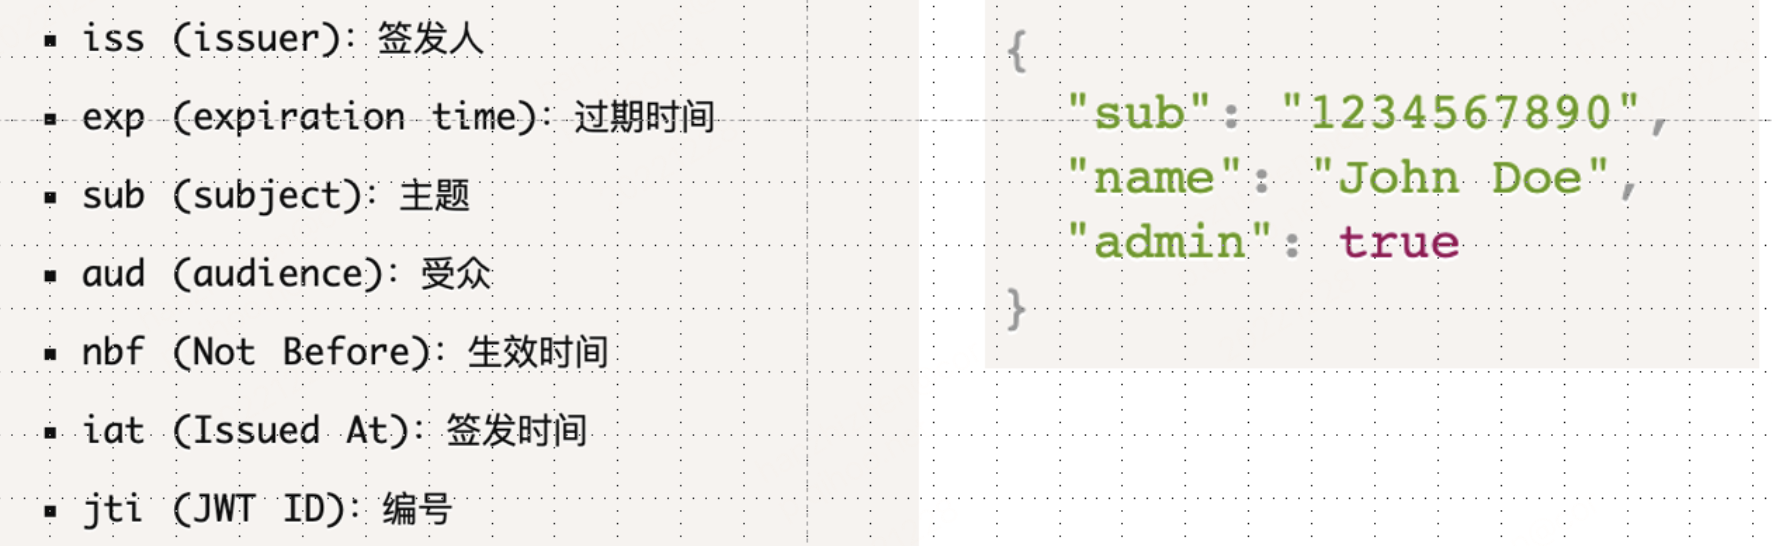 ▪ iss (issuer)：签发人
▪ exp (expiration time)：过期时间
▪ sub (subject)：主题
▪ aud (audience)：受众
▪ nbf (Not Before)：生效时间
▪ iat (Issued At)：签发时间
▪ jti (JWT ID)：编号
{
  "sub": "1234567890",
  "name": "John Doe",
  "admin": true
}